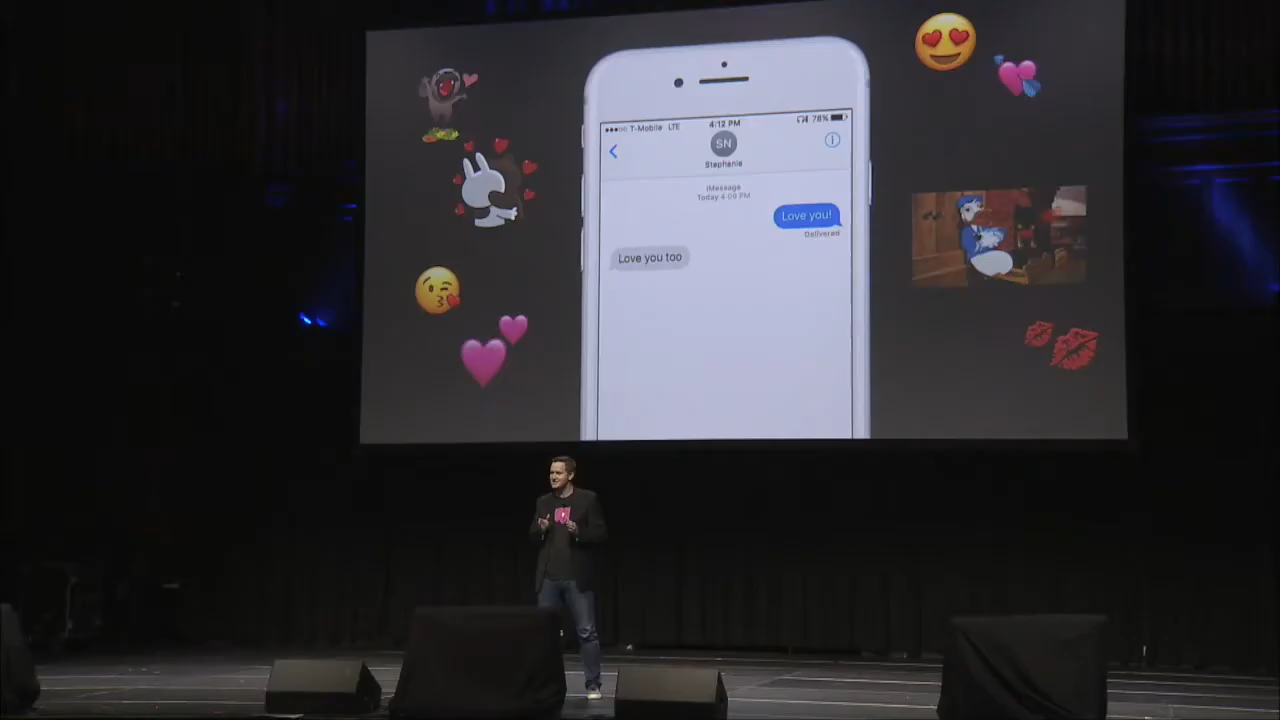 T-Mobile LTE 4:12 PM 78%
SN
Stephanie
iMessage
Today 4:09 PM
Love you!
Delivered
Love you too